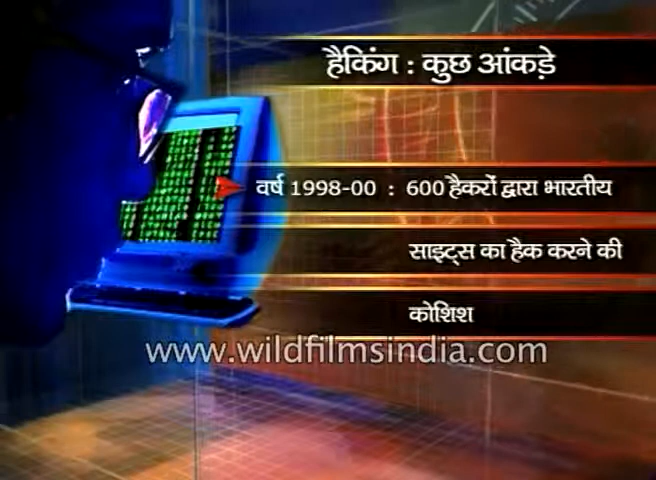 हैकिंग : कुछ आंकड़े
वर्ष 1998-00 : 600 हैकरों द्वारा भारतीय
साइट्स का हैक करने की
कोशिश
www.wildfilmsindia.com